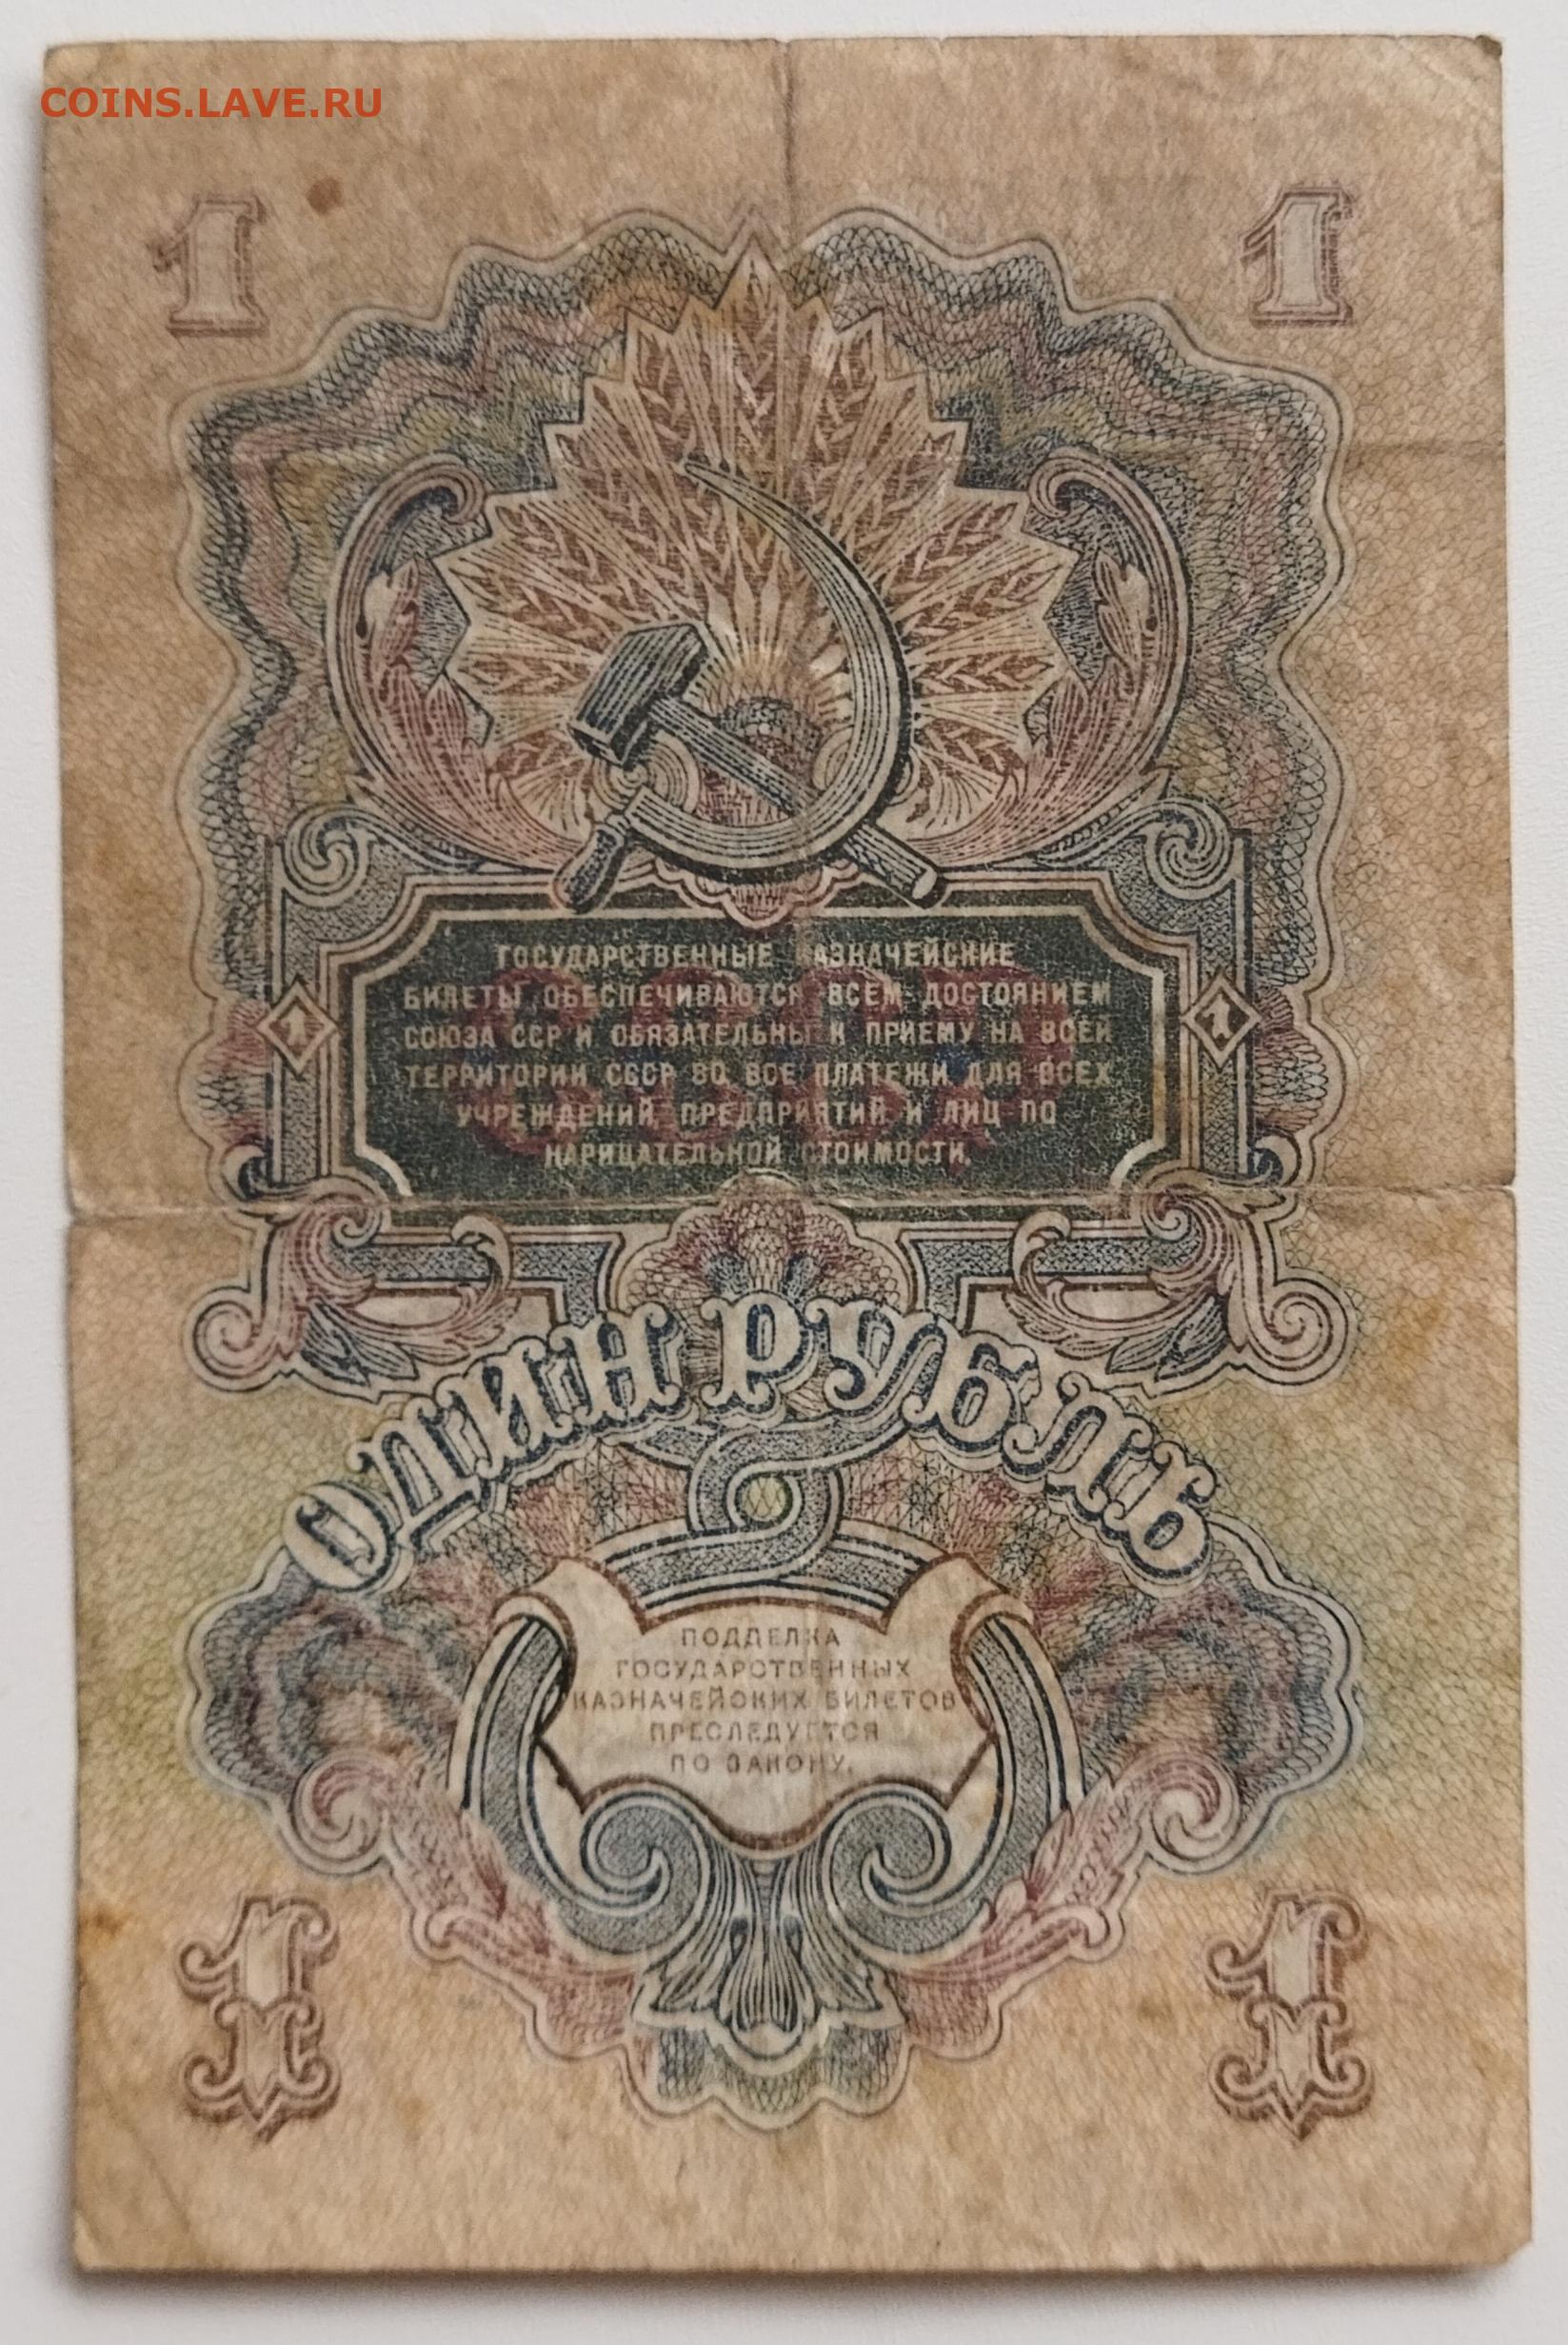 COINS.LAVE.RU
1 1
ГОСУДАРСТВЕННЫЕ КАЗНАЧЕЙСКИЕ
БИЛЕТЫ ОБЕСПЕЧИВАЮТСЯ ВСЕМ ДОСТОЯНИЕМ
СОЮЗА ССР И ОБЯЗАТЕЛЬНЫ К ПРИЕМУ НА ВСЕЙ
1 1
ТЕРРИТОРИИ СССР ВО ВСЕ ПЛАТЕЖИ ДЛЯ ВСЕХ
УЧРЕЖДЕНИЙ, ПРЕДПРИЯТИЙ И ЛИЦ ПО
НАРИЦАТЕЛЬНОЙ СТОИМОСТИ.
ОДИН РУБЛЬ
ПОДДЕЛКА
ГОСУДАРСТВЕННЫХ
КАЗНАЧЕЙСКИХ БИЛЕТОВ
ПРЕСЛЕДУЕТСЯ
ПО ЗАКОНУ.
1 1